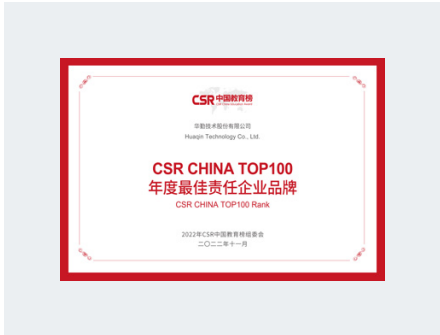 CSR 中国教育榜
华勤技术股份有限公司
Huaqin Technology Co., Ltd.
CSR CHINA TOP100
年度最佳责任企业品牌
CSR CHINA TOP100 Rank
2022年CSR中国教育榜组委会
二〇二二年十一月